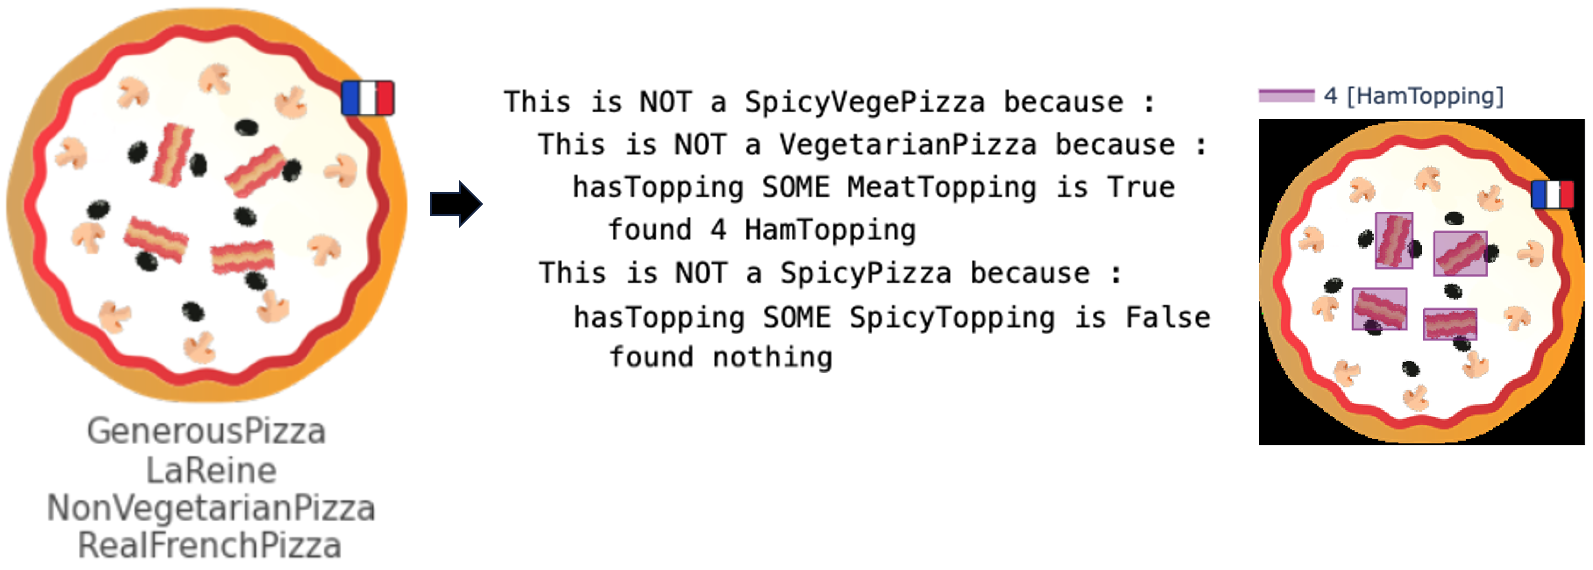 GenerousPizza
LaReine
NonVegetarianPizza
RealFrenchPizza
This is NOT a SpicyVegePizza because :
This is NOT a VegetarianPizza because :
hasTopping SOME MeatTopping is True
found 4 HamTopping
This is NOT a SpicyPizza because :
hasTopping SOME SpicyTopping is False
found nothing
4 [HamTopping]